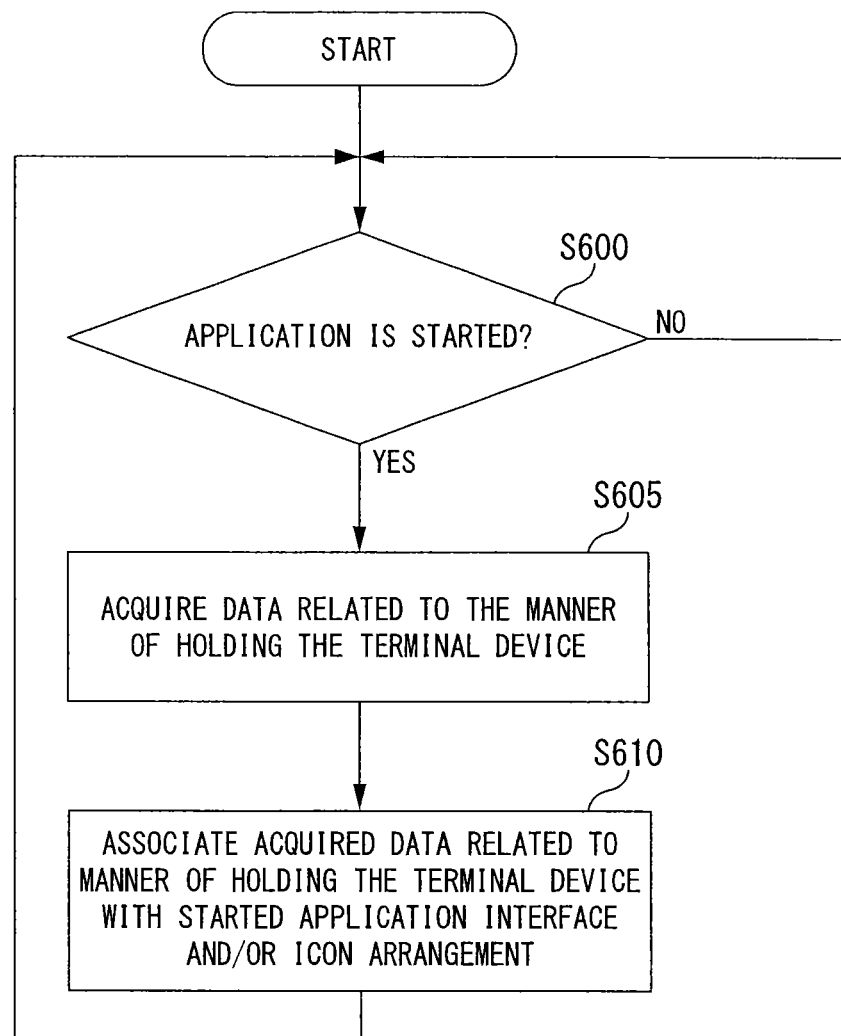 START
S600
APPLICATION IS STARTED?
NO
YES
S605
ACQUIRE DATA RELATED TO THE MANNER
OF HOLDING THE TERMINAL DEVICE
S610
ASSOCIATE ACQUIRED DATA RELATED TO
MANNER OF HOLDING THE TERMINAL DEVICE
WITH STARTED APPLICATION INTERFACE
AND/OR ICON ARRANGEMENT